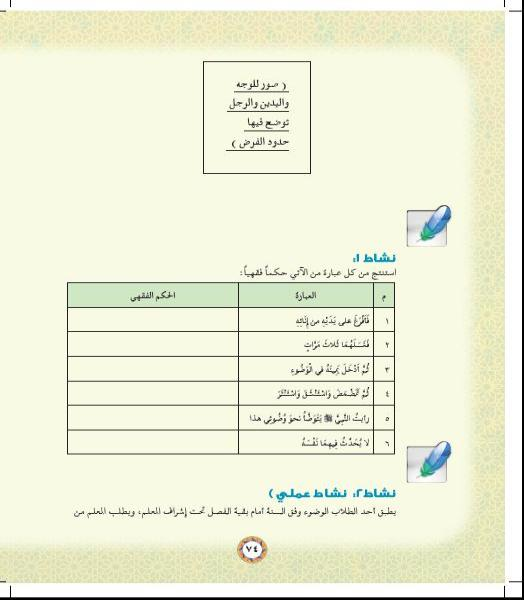 ( صور للوجه
واليدين والرجل
توضع فيها
حدود الفرض )
نشاط ١:
استنتج من كل عبارة من الآتي حكماً فقهياً:
م العبارة الحكم الفقهي
١ فَأَفْرَغَ على يَدَيْهِ من إِنَائِهِ
٢ فَغَسَلَهُمَا ثَلاثَ مَرَّاتٍ
٣ ثُمَّ أَدْخَلَ يَمِينَهُ في الْوَضُوءِ
٤ ثُمَّ تَمَضْمَضَ وَاسْتَنْشَقَ وَاسْتَنْثَرَ
٥ رأيتُ النبيَّ ﷺ يَتَوَضَّأُ نحوَ وُضُوئِي هذا
٦ لا يُحَدِّثُ فِيهِمَا نَفْسَهُ
نشاط٢: نشاط عملي)
يطبق أحد الطلاب الوضوء وفق السنة أمام بقية الفصل تحت إشراف المعلم، ويطلب المعلم من
٧٤